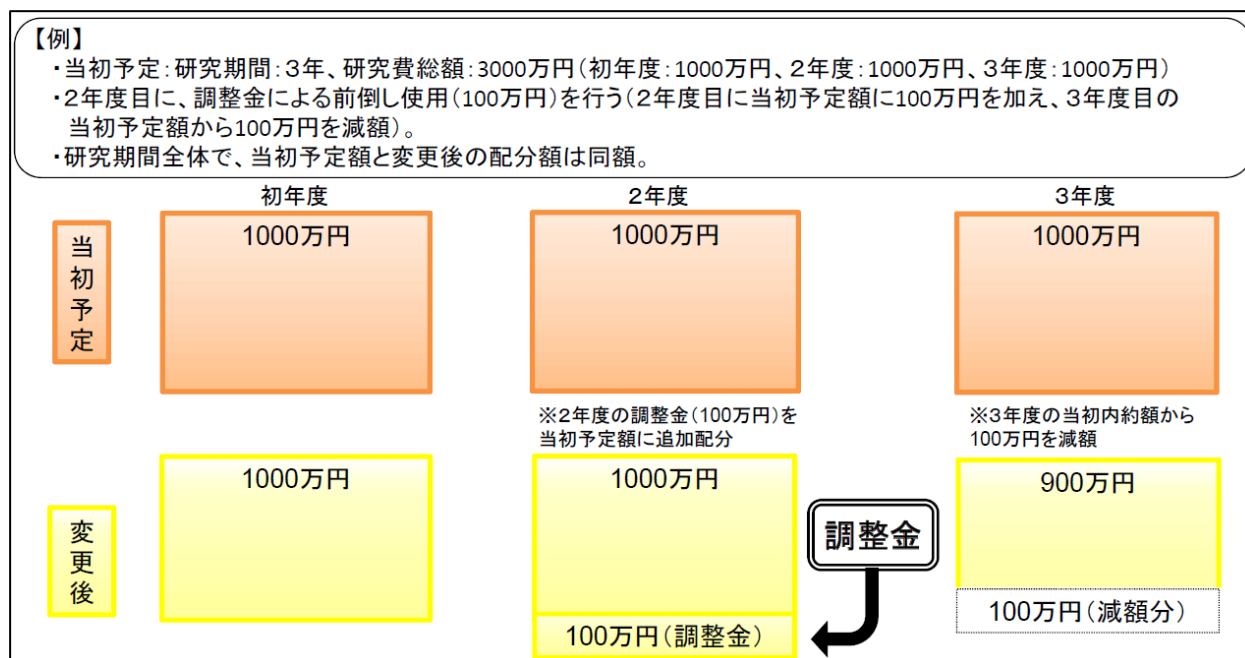 【例】
・当初予定：研究期間：３年、研究費総額：3000万円（初年度：1000万円、２年度：1000万円、３年度：1000万円）
・２年度目に、調整金による前倒し使用（100万円）を行う（２年度目に当初予定額に100万円を加え、３年度目の
当初予定額から100万円を減額）。
・研究期間全体で、当初予定額と変更後の配分額は同額。
初年度
２年度
３年度
当初予定
1000万円
1000万円
1000万円
※２年度の調整金（100万円）を
当初予定額に追加配分
※３年度の当初内約額から
100万円を減額
変更後
1000万円
1000万円
調整金
900万円
100万円（調整金）
100万円（減額分）